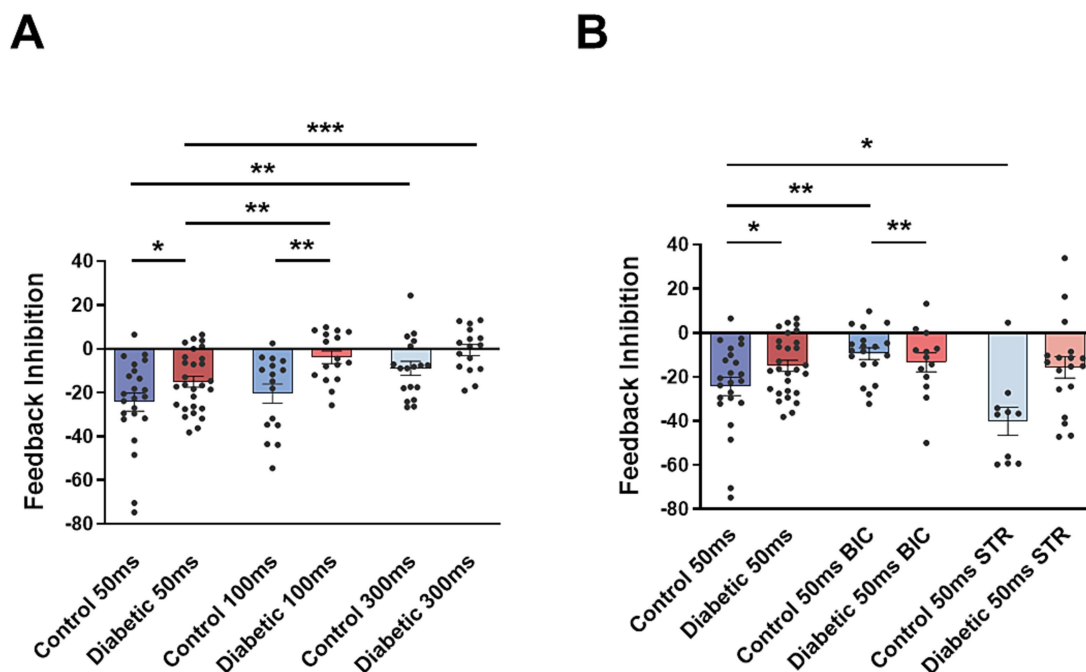 A
***
**
**
*
**
Feedback Inhibition
40
20
0
-20
-40
-60
-80
Control 50ms
Diabetic 50ms
Control 100ms
Diabetic 100ms
Control 300ms
Diabetic 300ms
B
*
**
*
**
Feedback Inhibition
40
20
0
-20
-40
-60
-80
Control 50ms
Diabetic 50ms
Control 50ms BIC
Diabetic 50ms BIC
Control 50ms STR
Diabetic 50ms STR